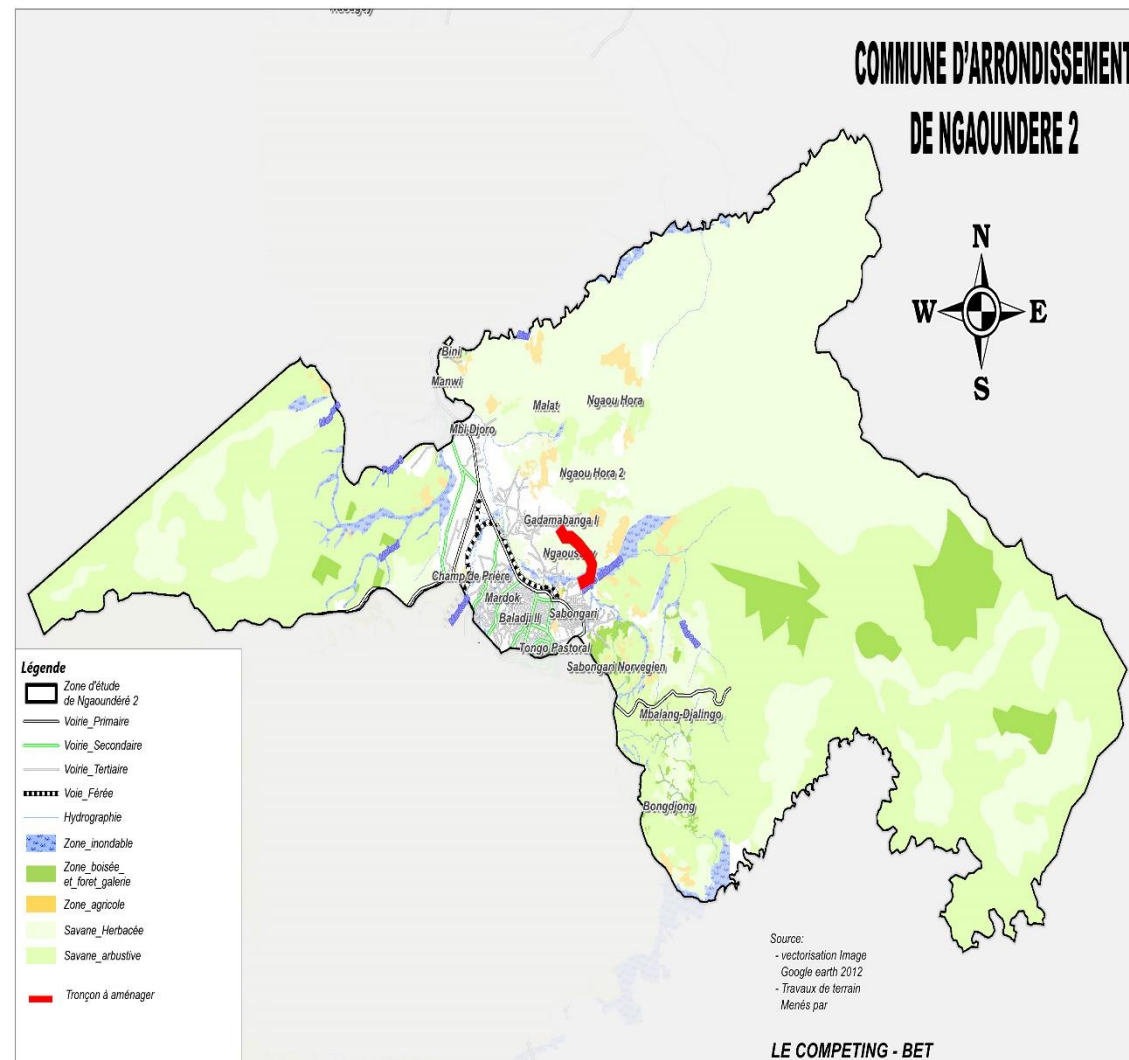 COMMUNE D'ARRONDISSEMENT
DE NGAOUNDERE 2
N
W E
S
Bini
Manwi
Malat
Ngaou Hora
Mbi Djoro
Ngaou Hora 2
Gadamabanga I
Champ de Prière
Mardok
Baladji II
Sabongari
Tongo Pastoral
Sabongari Norvegien
Mbalang-Djalingo
Bongdjong
Légende
Zone d'étude
de Ngaoundéré 2
Voirie_Primaire
Voirie_Secondaire
Voirie_Tertiaire
Voie_Férée
Hydrographie
Zone_inondable
Zone_boisée_
et_foret_galerie
Zone_agricole
Savane_Herbacée
Savane_arbustive
Tronçon à aménager
Source:
- vectorisation Image
Google earth 2012
- Travaux de terrain
Menés par
LE COMPETING - BET